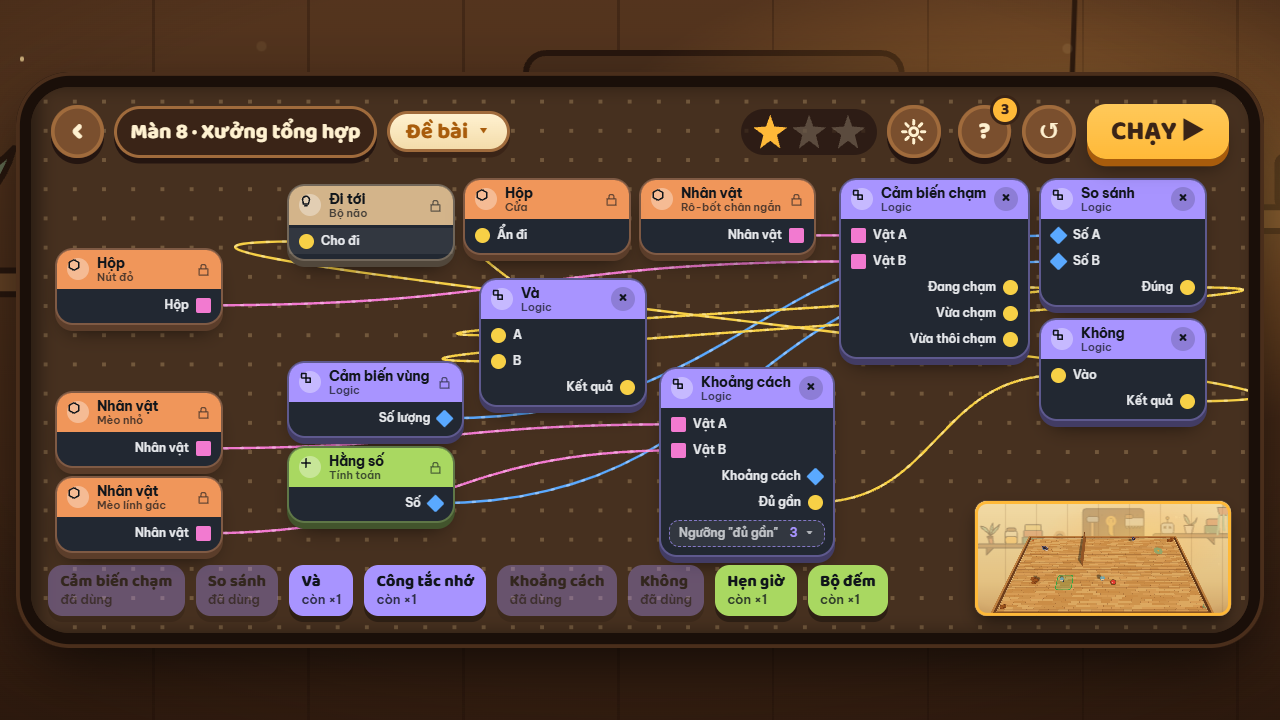 Màn 8 · Xưởng tổng hợp
Đề bài
3
?
CHẠY
Đi tới
Bộ não
Cho đi
Hộp
Cửa
Ẩn đi
Nhân vật
Rô-bốt chân ngắn
Nhân vật
Cảm biến chạm
Logic
Vật A
Vật B
Đang chạm
Vừa chạm
Vừa thôi chạm
So sánh
Logic
Số A
Số B
Đúng
Hộp
Nút đỏ
Hộp
Và
Logic
A
B
Kết quả
Không
Logic
Vào
Kết quả
Cảm biến vùng
Logic
Số lượng
Khoảng cách
Logic
Vật A
Vật B
Khoảng cách
Đủ gần
Ngưỡng "đủ gần" 3
Nhân vật
Mèo nhỏ
Nhân vật
Hằng số
Tính toán
Số
Nhân vật
Mèo lính gác
Nhân vật
Cảm biến chạm
đã dùng
So sánh
đã dùng
Và
còn ×1
Công tắc nhớ
còn ×1
Khoảng cách
đã dùng
Không
đã dùng
Hẹn giờ
còn ×1
Bộ đếm
còn ×1